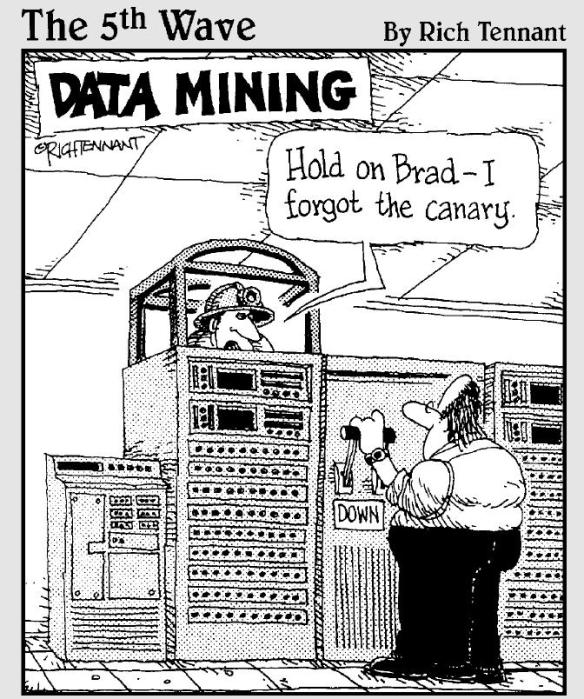 The 5th Wave
By Rich Tennant
DATA MINING
©RICHTENNANT
Hold on Brad-I
forgot the canary.
DOWN